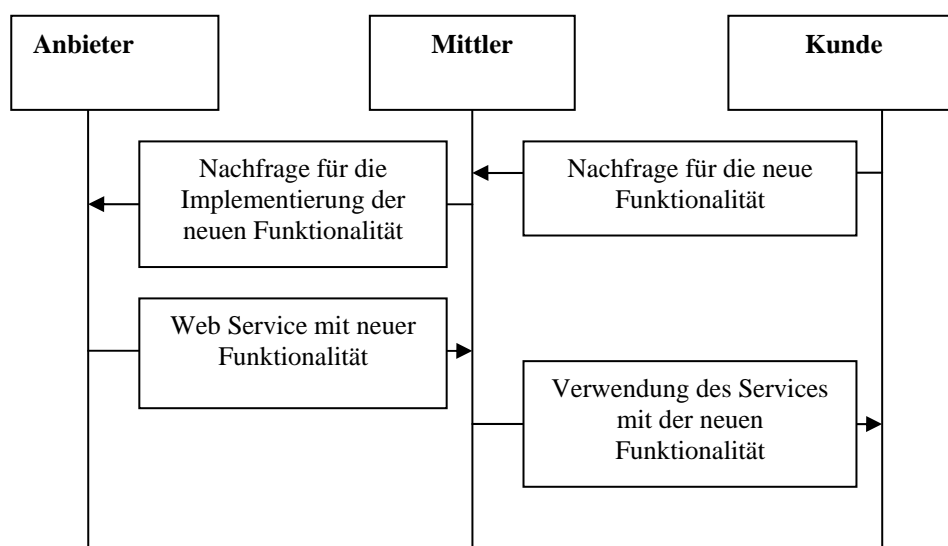 Anbieter
Mittler
Kunde
Nachfrage für die
Implementierung der
neuen Funktionalität
Nachfrage für die neue
Funktionalität
Web Service mit neuer
Funktionalität
Verwendung des Services
mit der neuen
Funktionalität